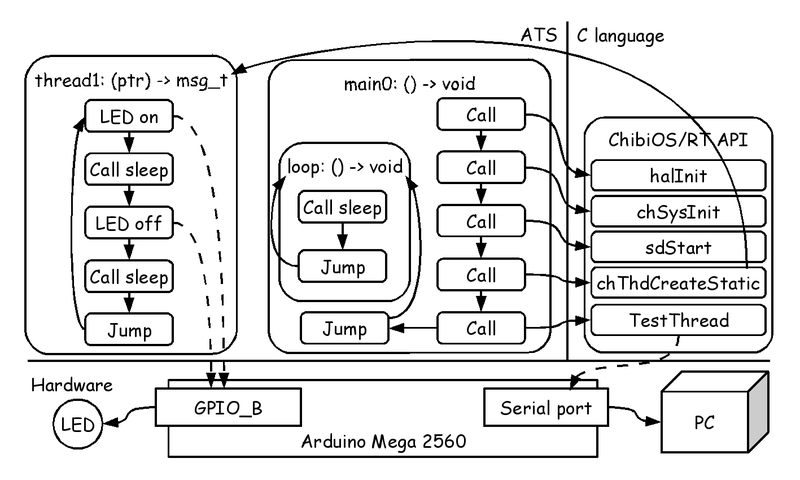 ATS
C language
thread1: (ptr) -> msg_t
LED on
Call sleep
LED off
Call sleep
Jump
main0: () -> void
loop: () -> void
Call sleep
Jump
Jump
Call
Call
Call
Call
Call
ChibiOS/RT API
halInit
chSysInit
sdStart
chThdCreateStatic
TestThread
Hardware
LED
GPIO_B
Serial port
Arduino Mega 2560
PC